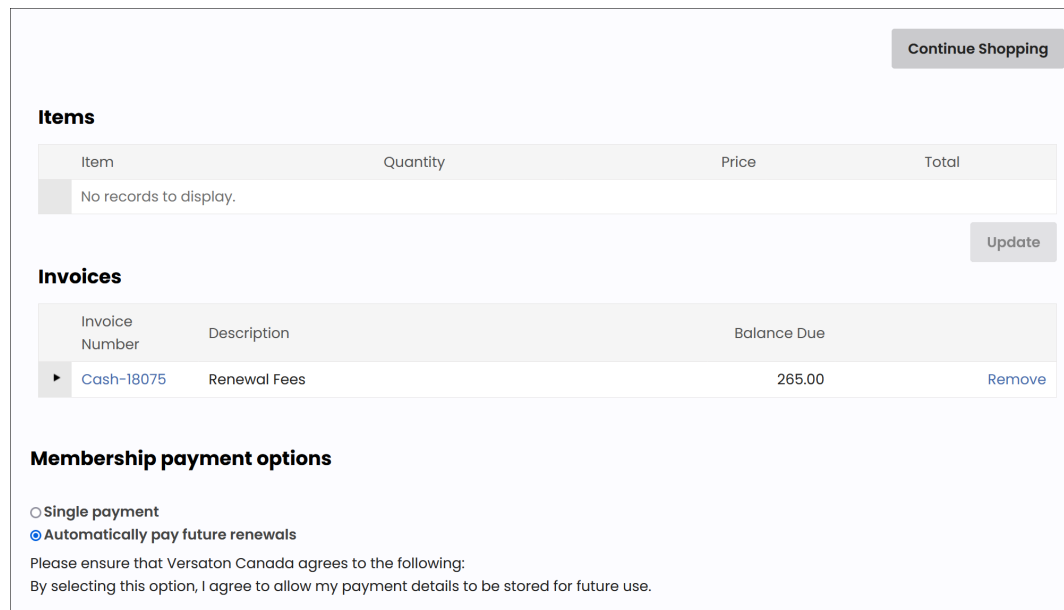 Continue Shopping
Items
Item Quantity Price Total
No records to display.
Update
Invoices
Invoice Number Description Balance Due
Cash-18075 Renewal Fees 265.00 Remove
Membership payment options
Single payment
Automatically pay future renewals
Please ensure that Versaton Canada agrees to the following:
By selecting this option, I agree to allow my payment details to be stored for future use.